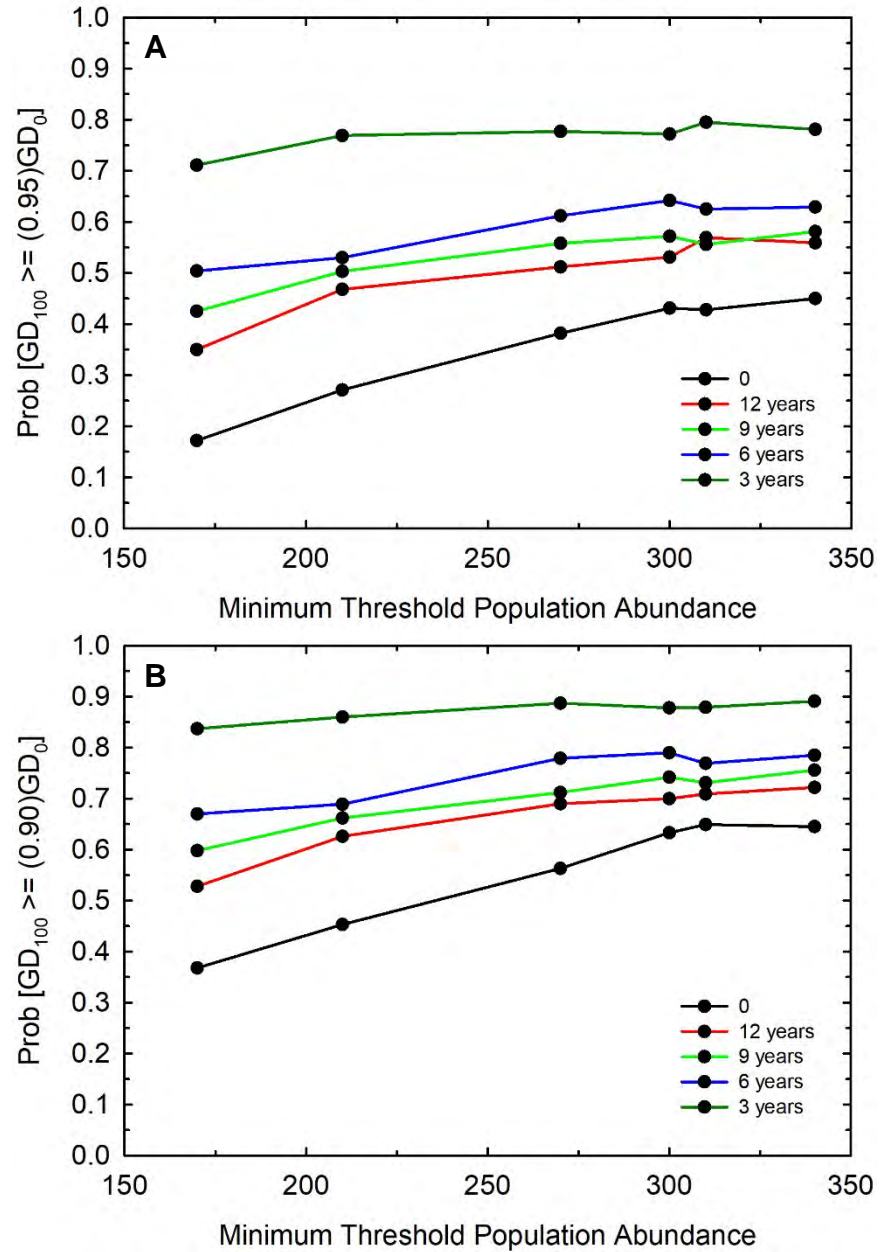 A
Prob [GD₁₀₀ >= (0.95)GD₀]
1.0
0.9
0.8
0.7
0.6
0.5
0.4
0.3
0.2
0.1
0.0
0
12 years
9 years
6 years
3 years
150 200 250 300 350
Minimum Threshold Population Abundance
B
Prob [GD₁₀₀ >= (0.90)GD₀]
1.0
0.9
0.8
0.7
0.6
0.5
0.4
0.3
0.2
0.1
0.0
0
12 years
9 years
6 years
3 years
150 200 250 300 350
Minimum Threshold Population Abundance